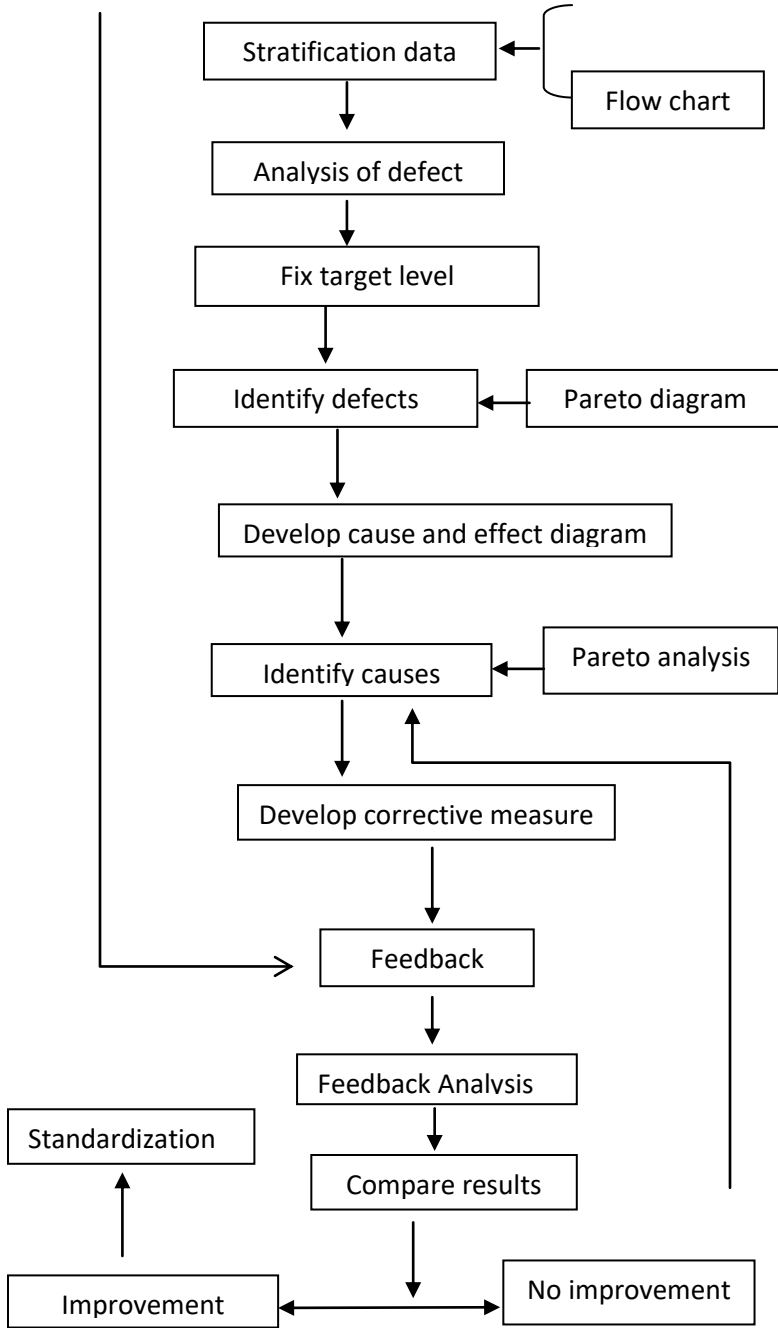 Stratification data
Flow chart
Analysis of defect
Fix target level
Identify defects
Pareto diagram
Develop cause and effect diagram
Identify causes
Pareto analysis
Develop corrective measure
Feedback
Feedback Analysis
Standardization
Compare results
Improvement
No improvement